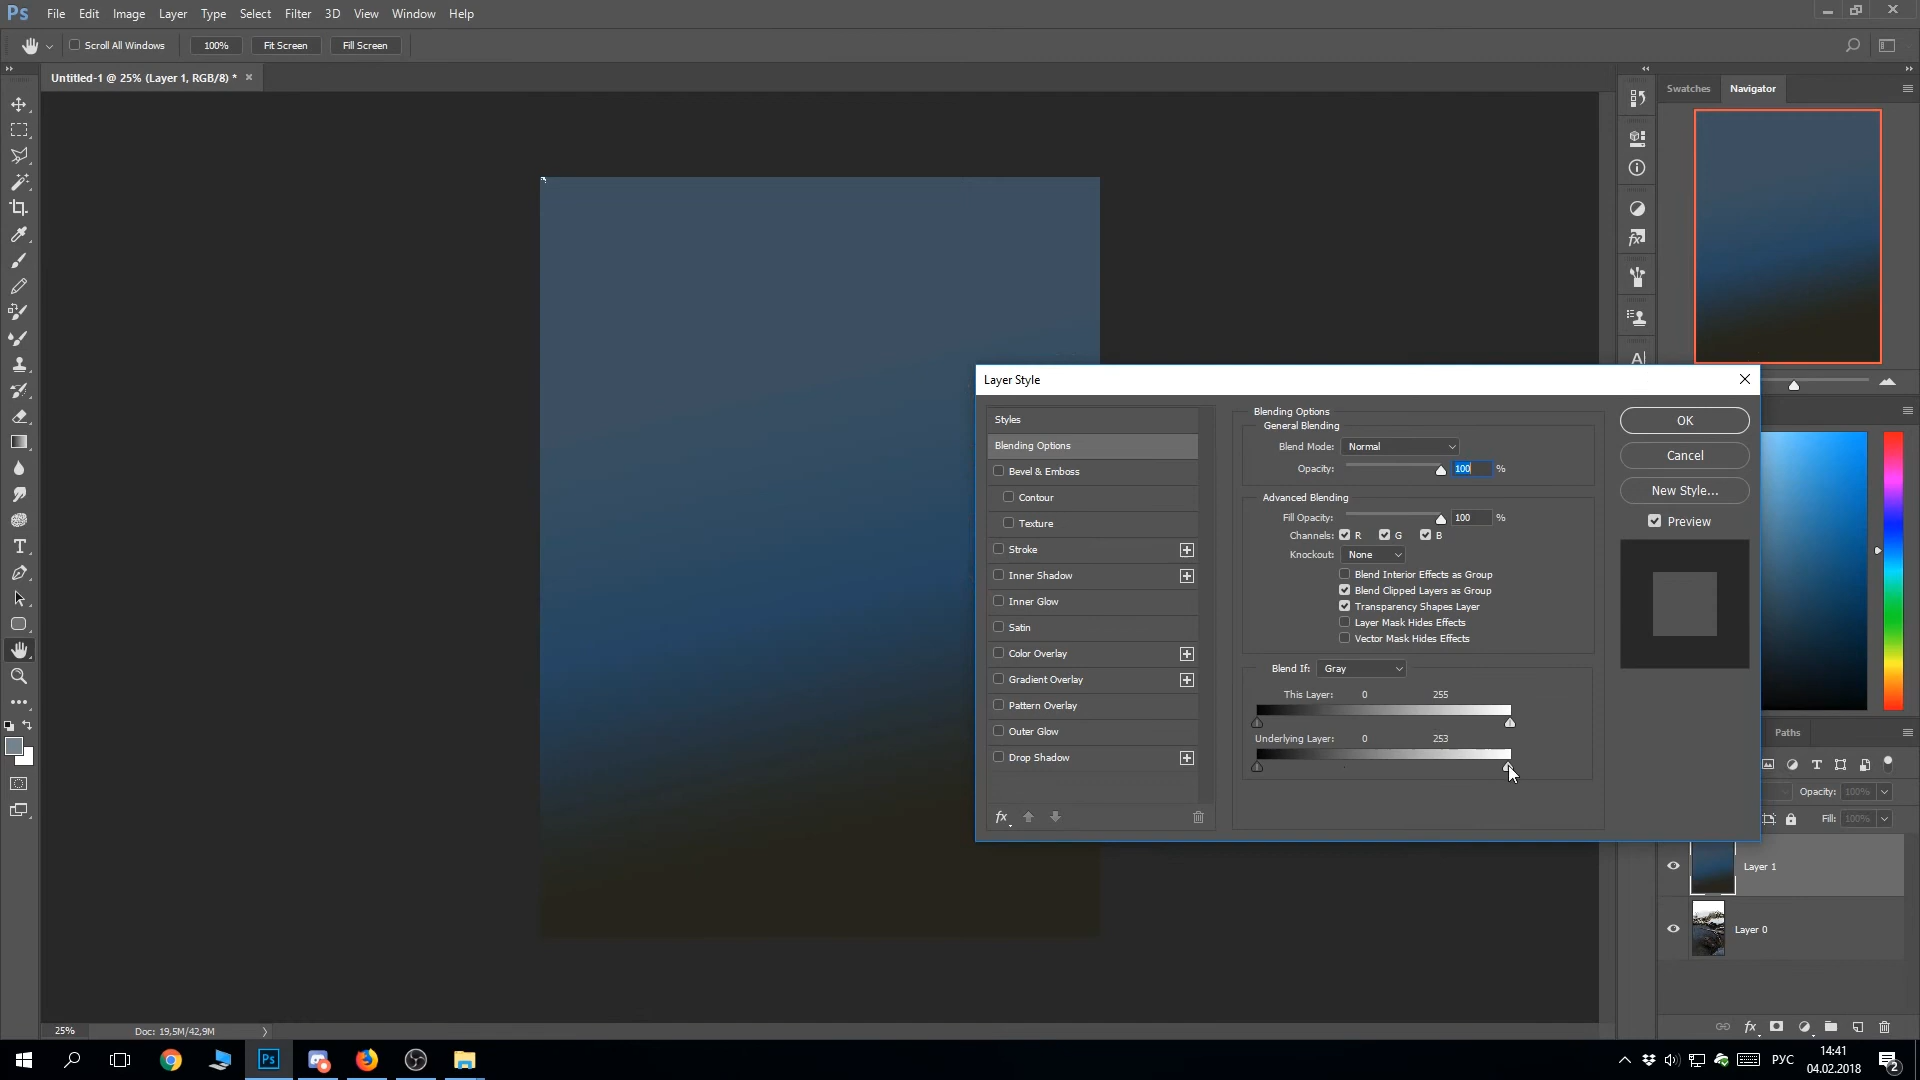 Ps File Edit Image Layer Type Select Filter 3D View Window Help
Scroll All Windows 100% Fit Screen Fill Screen
Untitled-1 @ 25% (Layer 1, RGB/8) * ×
Swatches Navigator
Layer Style
Styles
Blending Options
Bevel & Emboss
Contour
Texture
Stroke
Inner Shadow
Inner Glow
Satin
Color Overlay
Gradient Overlay
Pattern Overlay
Outer Glow
Drop Shadow
fx
Blending Options
General Blending
Blend Mode: Normal
Opacity: 100 %
Advanced Blending
Fill Opacity: 100 %
Channels: R G B
Knockout: None
Blend Interior Effects as Group
Blend Clipped Layers as Group
Transparency Shapes Layer
Layer Mask Hides Effects
Vector Mask Hides Effects
Blend If: Gray
This Layer: 0 255
Underlying Layer: 0 253
OK
Cancel
New Style...
Preview
Paths
Opacity: 100%
Fill: 100%
Layer 1
Layer 0
fx
25% Doc: 19,5M/42,9M
Ps
РУС
14:41
04.02.2018
2